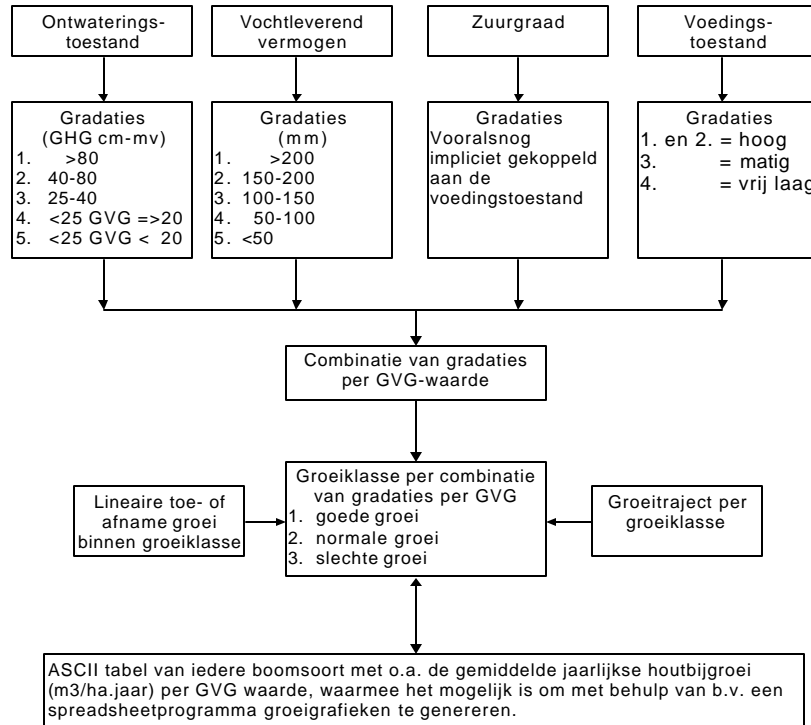 Ontwaterings-
toestand
Vochtleverend
vermogen
Zuurgraad
Voedings-
toestand
Gradaties
(GHG cm-mv)
1. >80
2. 40-80
3. 25-40
4. <25 GVG =>20
5. <25 GVG < 20
Gradaties
(mm)
1. >200
2. 150-200
3. 100-150
4. 50-100
5. <50
Gradaties
Vooralsnog
impliciet gekoppeld
aan de
voedingstoestand
Gradaties
1. en 2. = hoog
3. = matig
4. = vrij laag
Combinatie van gradaties
per GVG-waarde
Lineaire toe- of
afname groei
binnen groeiklasse
Groeiklasse per combinatie
van gradaties per GVG
1. goede groei
2. normale groei
3. slechte groei
Groeitraject per
groeiklasse
ASCII tabel van iedere boomsoort met o.a. de gemiddelde jaarlijkse houtbijgroei
(m3/ha.jaar) per GVG waarde, waarmee het mogelijk is om met behulp van b.v. een
spreadsheetprogramma groeigrafieken te genereren.